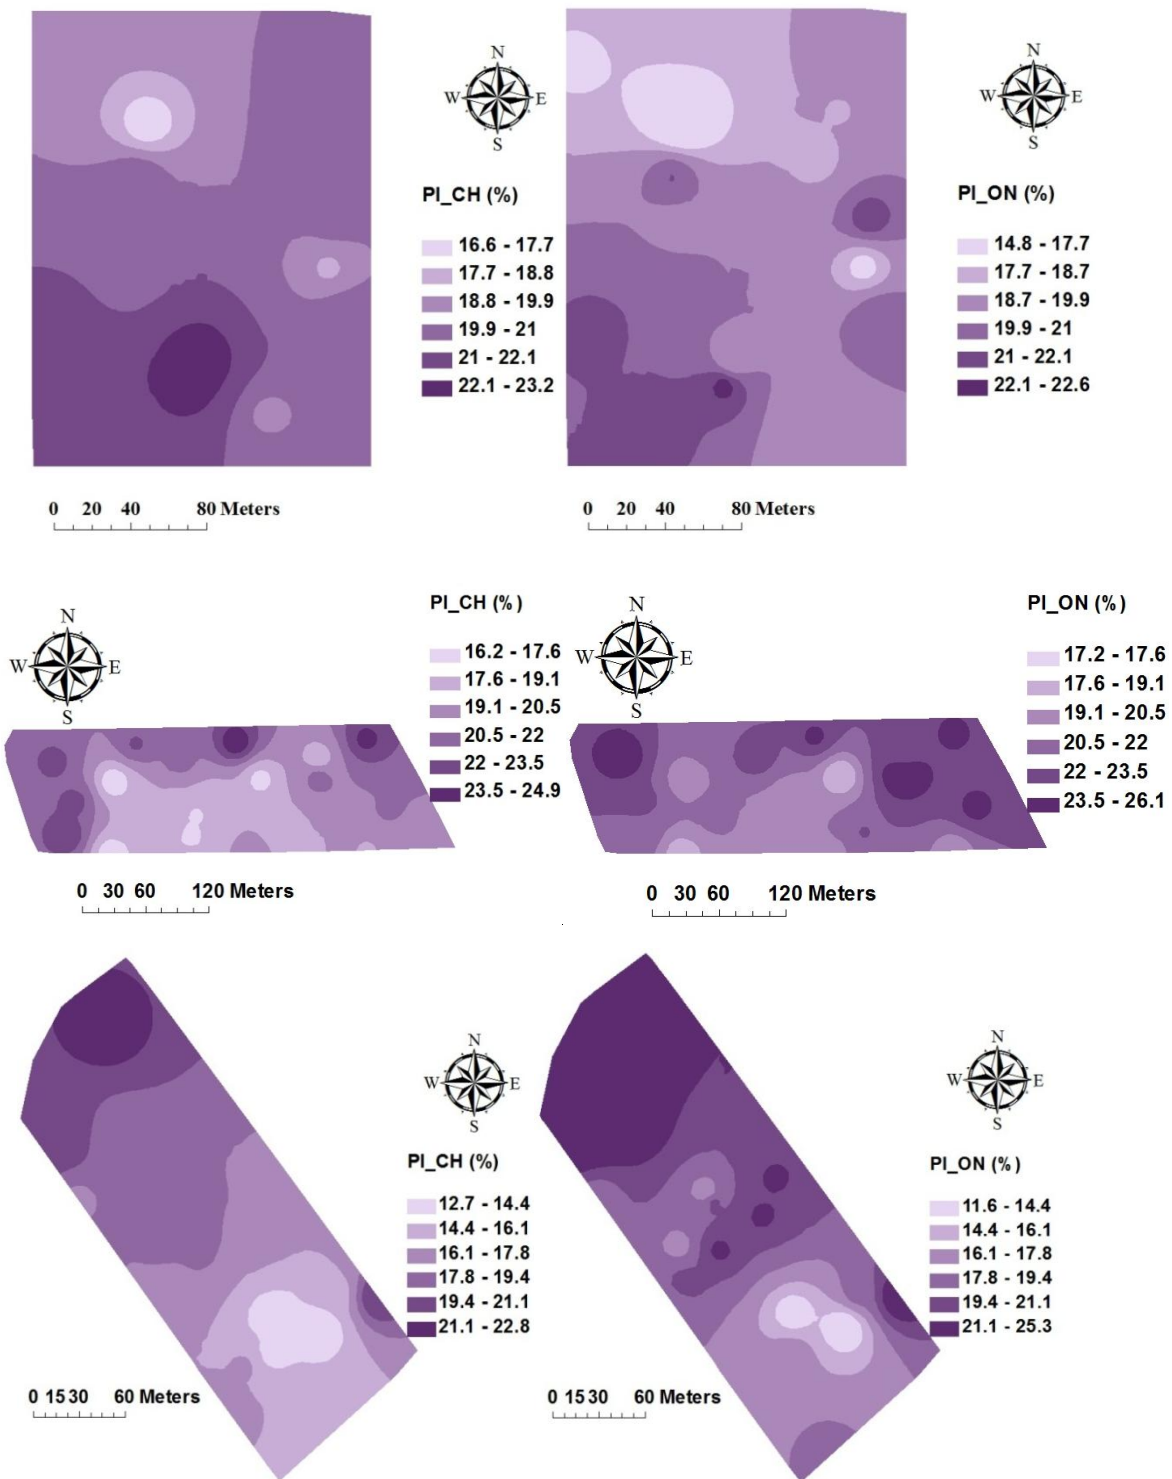 N
W E
S
PI_CH (%)
16.6 - 17.7
17.7 - 18.8
18.8 - 19.9
19.9 - 21
21 - 22.1
22.1 - 23.2
0 20 40 80 Meters
N
W E
S
PI_ON (%)
14.8 - 17.7
17.7 - 18.7
18.7 - 19.9
19.9 - 21
21 - 22.1
22.1 - 22.6
0 20 40 80 Meters
N
W E
S
PI_CH (%)
16.2 - 17.6
17.6 - 19.1
19.1 - 20.5
20.5 - 22
22 - 23.5
23.5 - 24.9
0 30 60 120 Meters
N
W E
S
PI_ON (%)
17.2 - 17.6
17.6 - 19.1
19.1 - 20.5
20.5 - 22
22 - 23.5
23.5 - 26.1
0 30 60 120 Meters
N
W E
S
PI_CH (%)
12.7 - 14.4
14.4 - 16.1
16.1 - 17.8
17.8 - 19.4
19.4 - 21.1
21.1 - 22.8
0 15 30 60 Meters
N
W E
S
PI_ON (%)
11.6 - 14.4
14.4 - 16.1
16.1 - 17.8
17.8 - 19.4
19.4 - 21.1
21.1 - 25.3
0 15 30 60 Meters